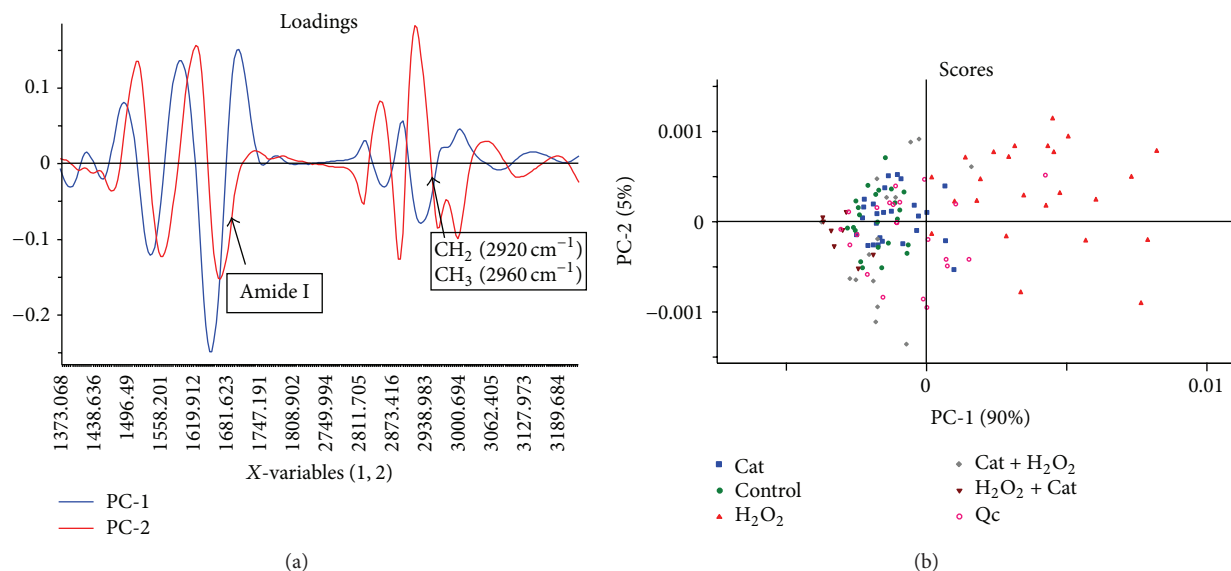 Loadings
0.1
0
−0.1
−0.2
Amide I
CH₂ (2920 cm⁻¹)
CH₃ (2960 cm⁻¹)
1373.068
1438.636
1496.49
1558.201
1619.912
1681.623
1747.191
1808.902
2749.994
2811.705
2873.416
2938.983
3000.694
3062.405
3127.973
3189.684
X-variables (1, 2)
PC-1
PC-2
(a)
Scores
PC-2 (5%)
0.001
0
−0.001
0
0.01
PC-1 (90%)
Cat
Control
H₂O₂
Cat + H₂O₂
H₂O₂ + Cat
Qc
(b)